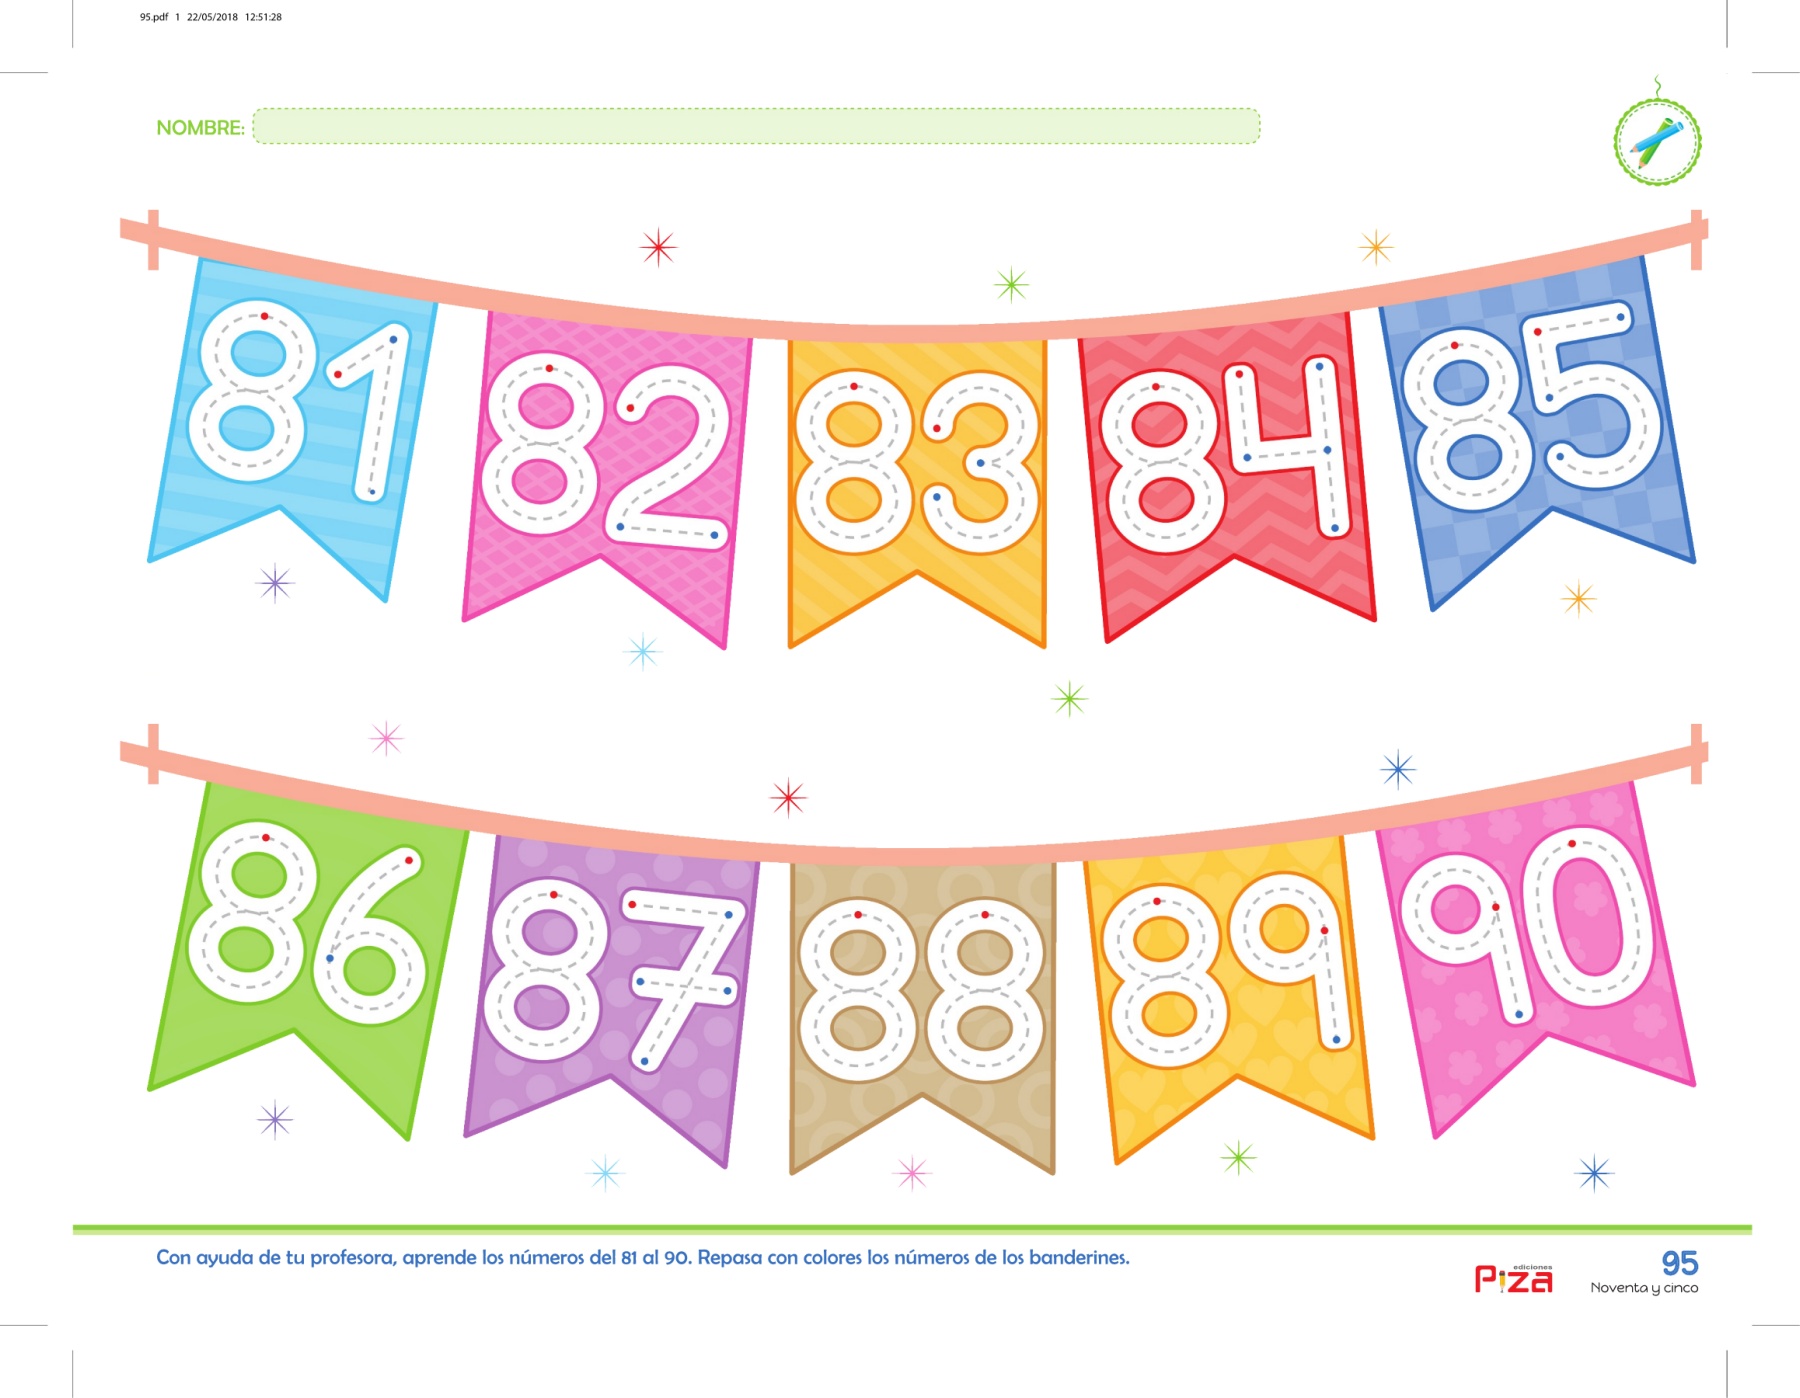 95.pdf 1 22/05/2018 12:51:28
NOMBRE:
81 82 83 84 85
86 87 88 89 90
Con ayuda de tu profesora, aprende los números del 81 al 90. Repasa con colores los números de los banderines.
ediciones
Piza
95
Noventa y cinco